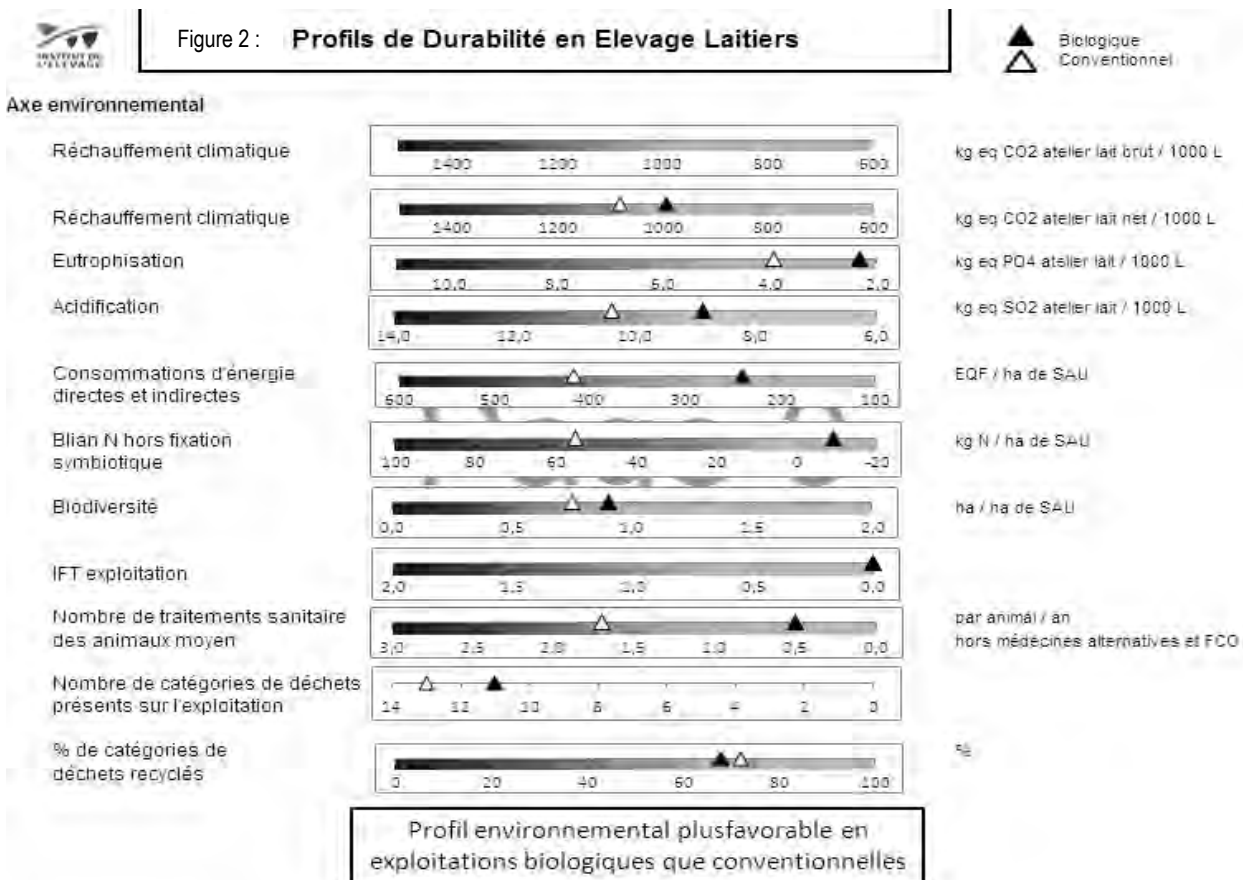 INSTITUT DE
L'ELEVAGE
Figure 2 : Profils de Durabilité en Elevage Laitiers
Biologique
Conventionnel
Axe environnemental
Réchauffement climatique
1400 1200 1000 800 600
kg eq CO2 atelier lait brut / 1000 L
Réchauffement climatique
1400 1200 1000 800 600
kg eq CO2 atelier lait net / 1000 L
Eutrophisation
10,0 8,0 6,0 4,0 2,0
kg eq PO4 atelier lait / 1000 L
Acidification
14,0 12,0 10,0 8,0 6,0
kg eq SO2 atelier lait / 1000 L
Consommations d'énergie
directes et indirectes
600 500 400 300 200 100
EQF / ha de SAU
Blian N hors fixation
symbiotique
100 80 60 40 20 0 -20
kg N / ha de SAU
Biodiversité
0,0 0,5 1,0 1,5 2,0
ha / ha de SAU
IFT exploitation
2,0 1,5 1,0 0,5 0,0
Nombre de traitements sanitaire
des animaux moyen
3,0 2,5 2,0 1,5 1,0 0,5 0,0
par animal / an
hors médecines alternatives et FCO
Nombre de catégories de déchets
présents sur l'exploitation
14 12 10 8 6 4 2 0
% de catégories de
déchets recyclés
0 20 40 60 80 100
%
Profil environnemental plusfavorable en
exploitations biologiques que conventionnelles